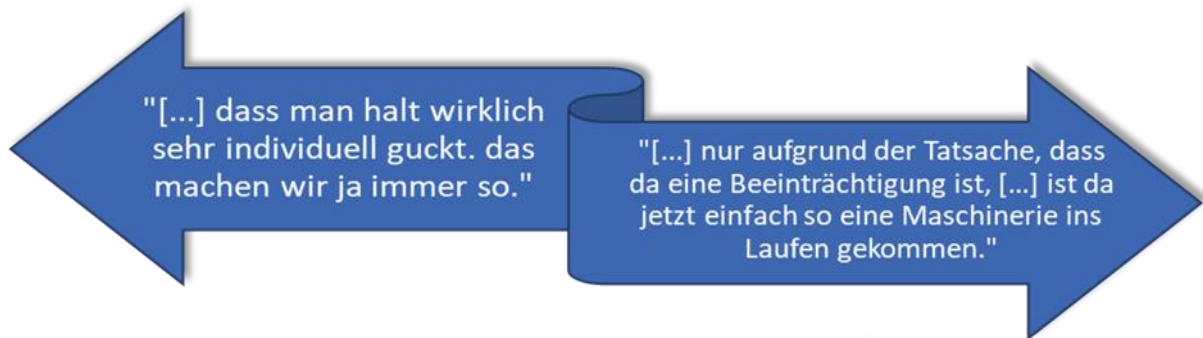 "[...] dass man halt wirklich
sehr individuell guckt. das
machen wir ja immer so."
"[...] nur aufgrund der Tatsache, dass
da eine Beeinträchtigung ist, [...] ist da
jetzt einfach so eine Maschinerie ins
Laufen gekommen."